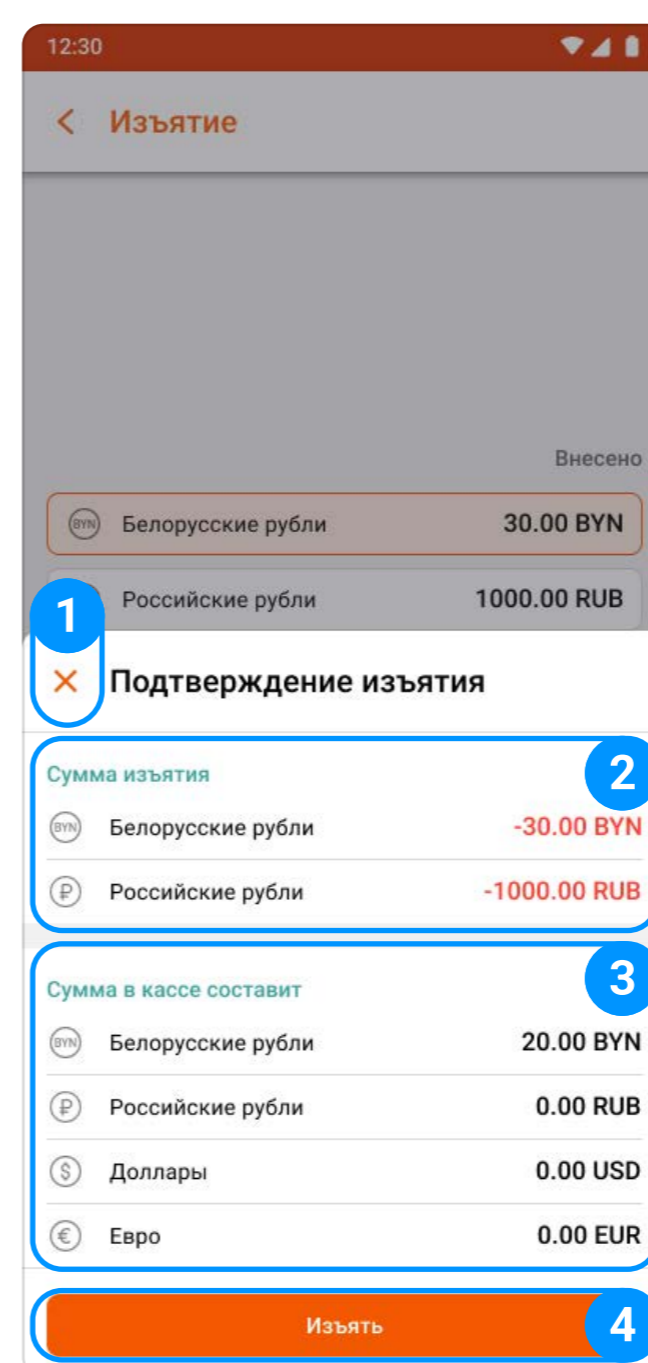 12:30
Изъятие
Внесено
BYN Белорусские рубли 30.00 BYN
Российские рубли 1000.00 RUB
1
Подтверждение изъятия
2
Сумма изъятия
BYN Белорусские рубли -30.00 BYN
₽ Российские рубли -1000.00 RUB
3
Сумма в кассе составит
BYN Белорусские рубли 20.00 BYN
₽ Российские рубли 0.00 RUB
$ Доллары 0.00 USD
€ Евро 0.00 EUR
Изъять 4